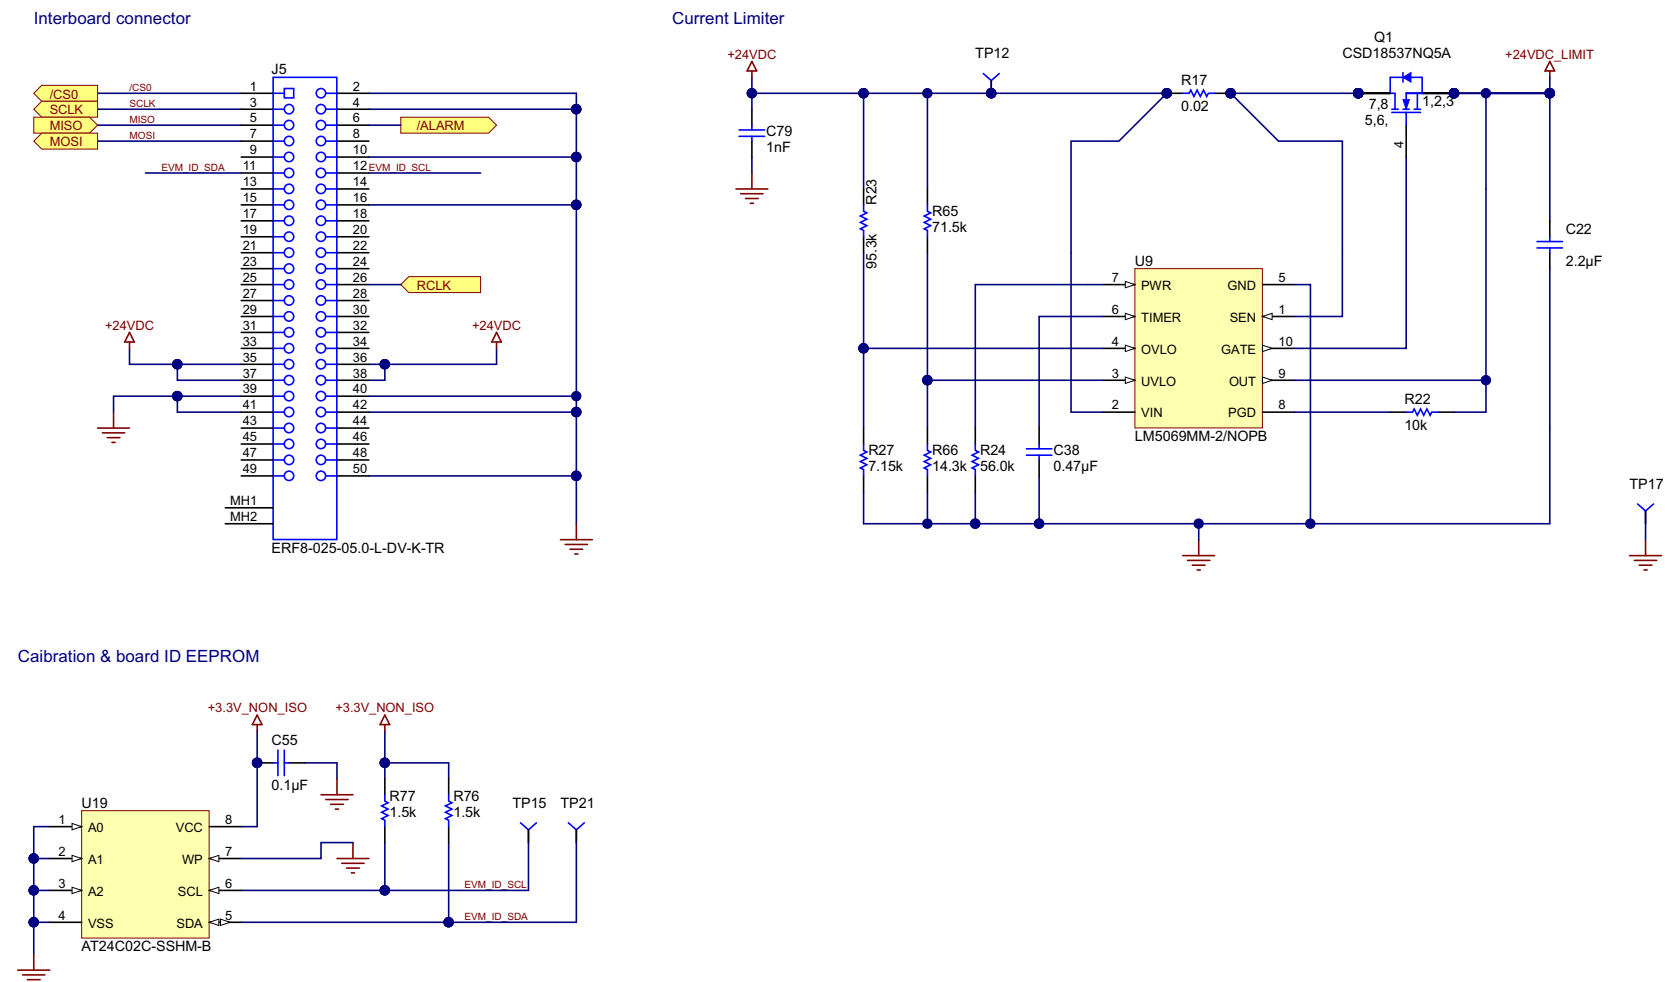 Interboard connector
J5
/CS0
SCLK
MISO
MOSI
/CS0
SCLK
MISO
MOSI
EVM_ID_SDA
1 2
3 4
5 6
7 8
9 10
11 12
13 14
15 16
17 18
19 20
21 22
23 24
25 26
27 28
29 30
31 32
33 34
35 36
37 38
39 40
41 42
43 44
45 46
47 48
49 50
MH1
MH2
/ALARM
EVM_ID_SCL
RCLK
+24VDC
+24VDC
ERF8-025-05.0-L-DV-K-TR
Current Limiter
+24VDC
C79
1nF
TP12
R17
0.02
Q1
CSD18537NQ5A
7,8
5,6,
1,2,3
4
+24VDC_LIMIT
R23
95.3k
R65
71.5k
C22
2.2µF
U9
7 PWR GND 5
6 TIMER SEN 1
4 OVLO GATE 10
3 UVLO OUT 9
2 VIN PGD 8
LM5069MM-2/NOPB
R22
10k
R27
7.15k
R66
14.3k
R24
56.0k
C38
0.47µF
TP17
Caibration & board ID EEPROM
+3.3V_NON_ISO
+3.3V_NON_ISO
C55
0.1µF
R77
1.5k
R76
1.5k
TP15
TP21
U19
1 A0 VCC 8
2 A1 WP 7
3 A2 SCL 6
4 VSS SDA 5
AT24C02C-SSHM-B
EVM_ID_SCL
EVM_ID_SDA